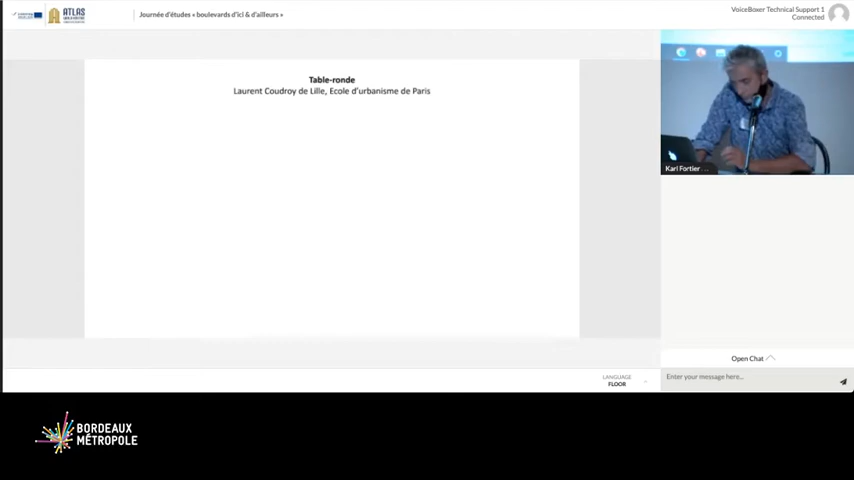 ATLAS
Journée d'études « boulevards d'ici & d'ailleurs »
VoiceBoxer Technical Support 1
Connected
Table-ronde
Laurent Coudroy de Lille, Ecole d'urbanisme de Paris
Karl Fortier ...
Open Chat
Enter your message here...
LANGUAGE
FLOOR
BORDEAUX
MÉTROPOLE